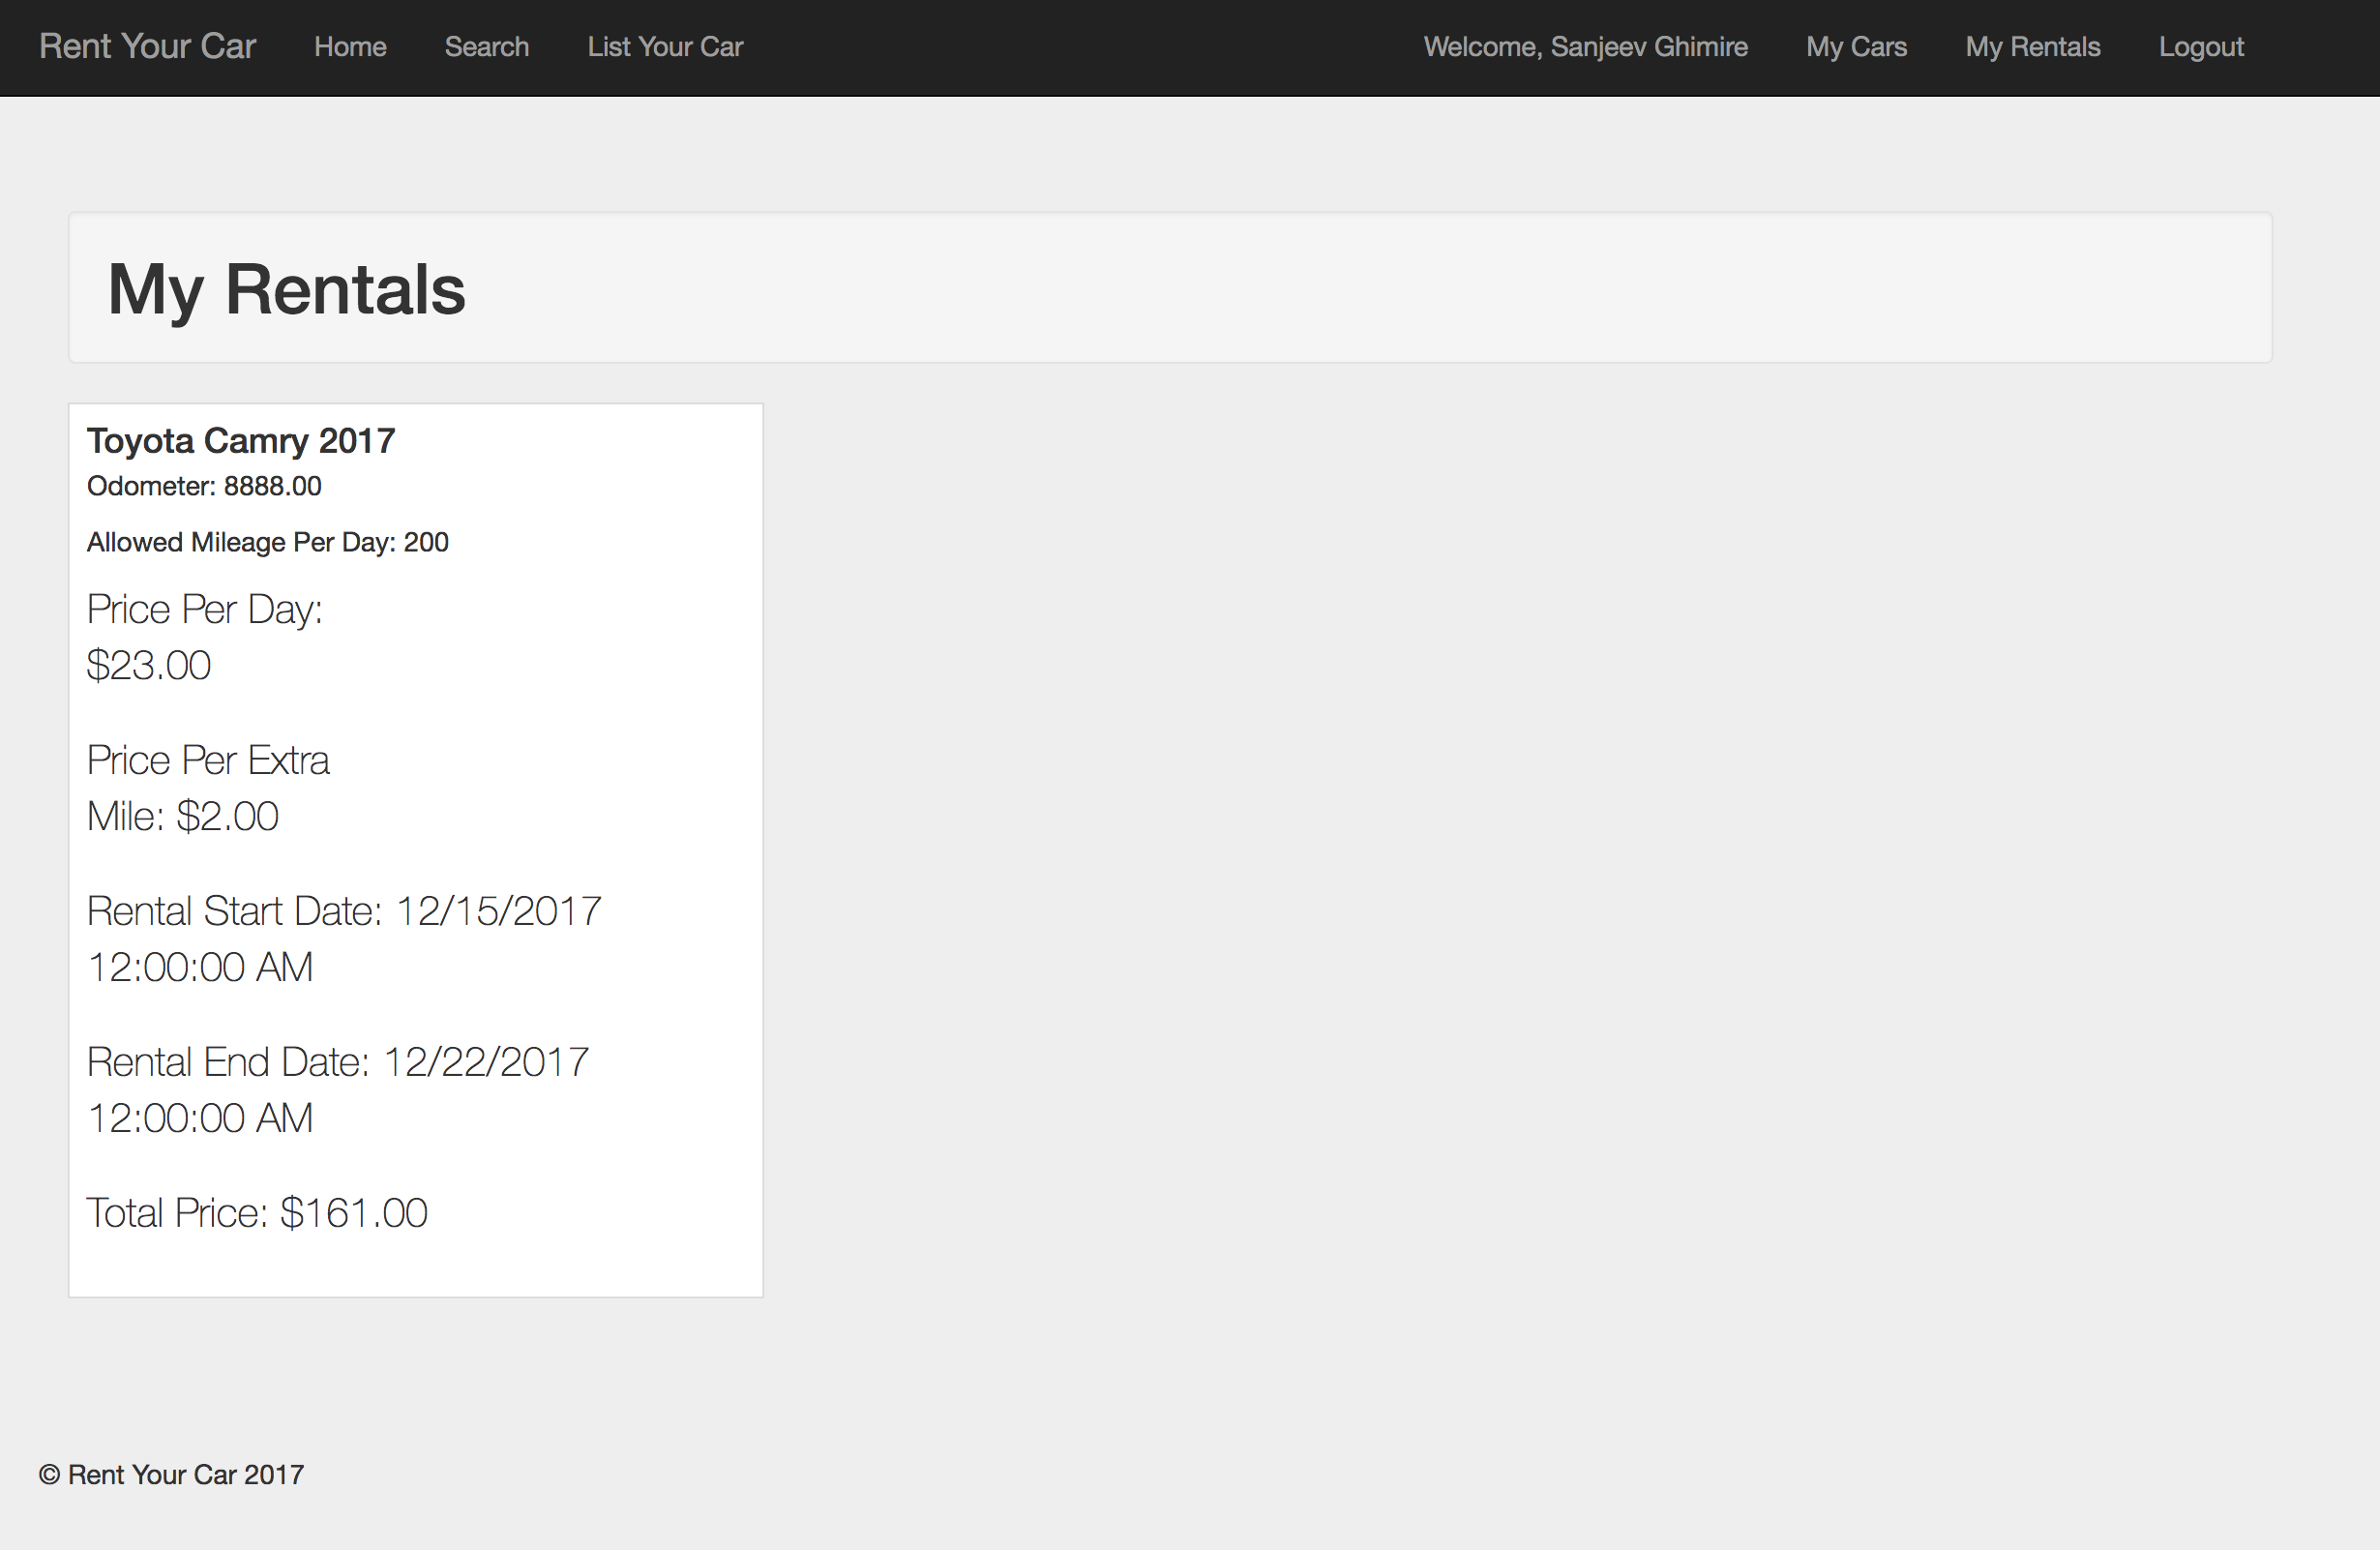 Rent Your Car Home Search List Your Car Welcome, Sanjeev Ghimire My Cars My Rentals Logout
My Rentals
Toyota Camry 2017
Odometer: 8888.00
Allowed Mileage Per Day: 200
Price Per Day:
$23.00
Price Per Extra
Mile: $2.00
Rental Start Date: 12/15/2017
12:00:00 AM
Rental End Date: 12/22/2017
12:00:00 AM
Total Price: $161.00
© Rent Your Car 2017